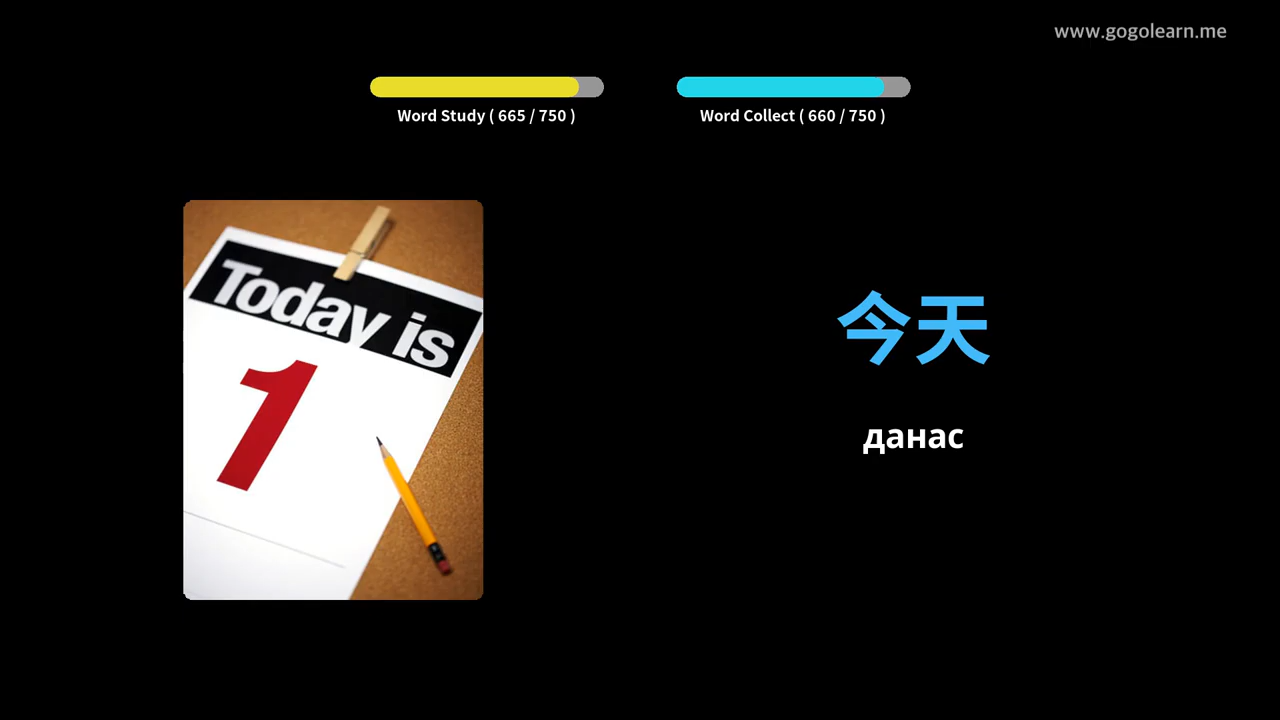 www.gogolearn.me
Word Study ( 665 / 750 )
Word Collect ( 660 / 750 )
Today is
1
今天
данас